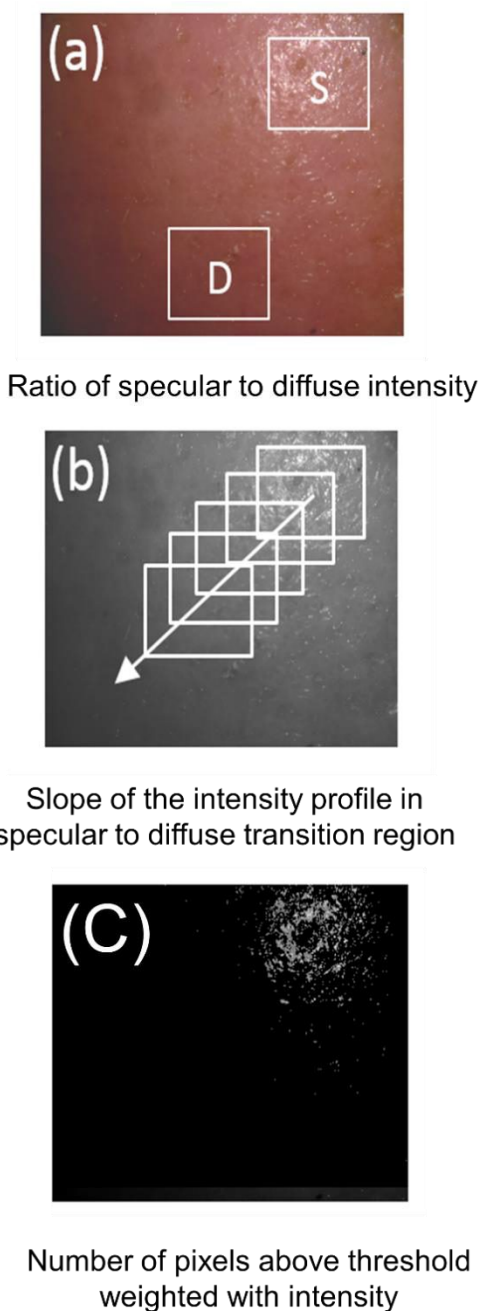 (a)
S
D
Ratio of specular to diffuse intensity
(b)
Slope of the intensity profile in
specular to diffuse transition region
(C)
Number of pixels above threshold
weighted with intensity